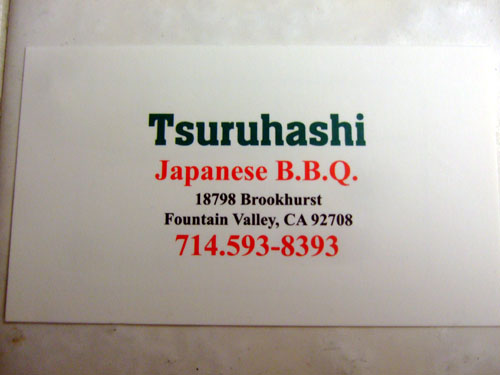 Tsuruhashi
Japanese B.B.Q.
18798 Brookhurst
Fountain Valley, CA 92708
714.593-8393